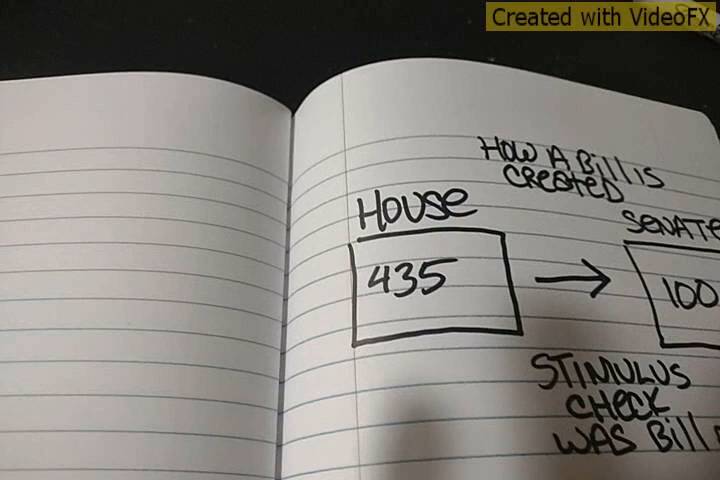 Created with VideoFX
HOW A Bill is
CREATED
HOUSE
SENATE
435
100
STIMULUS
CHECK
WAS Bill